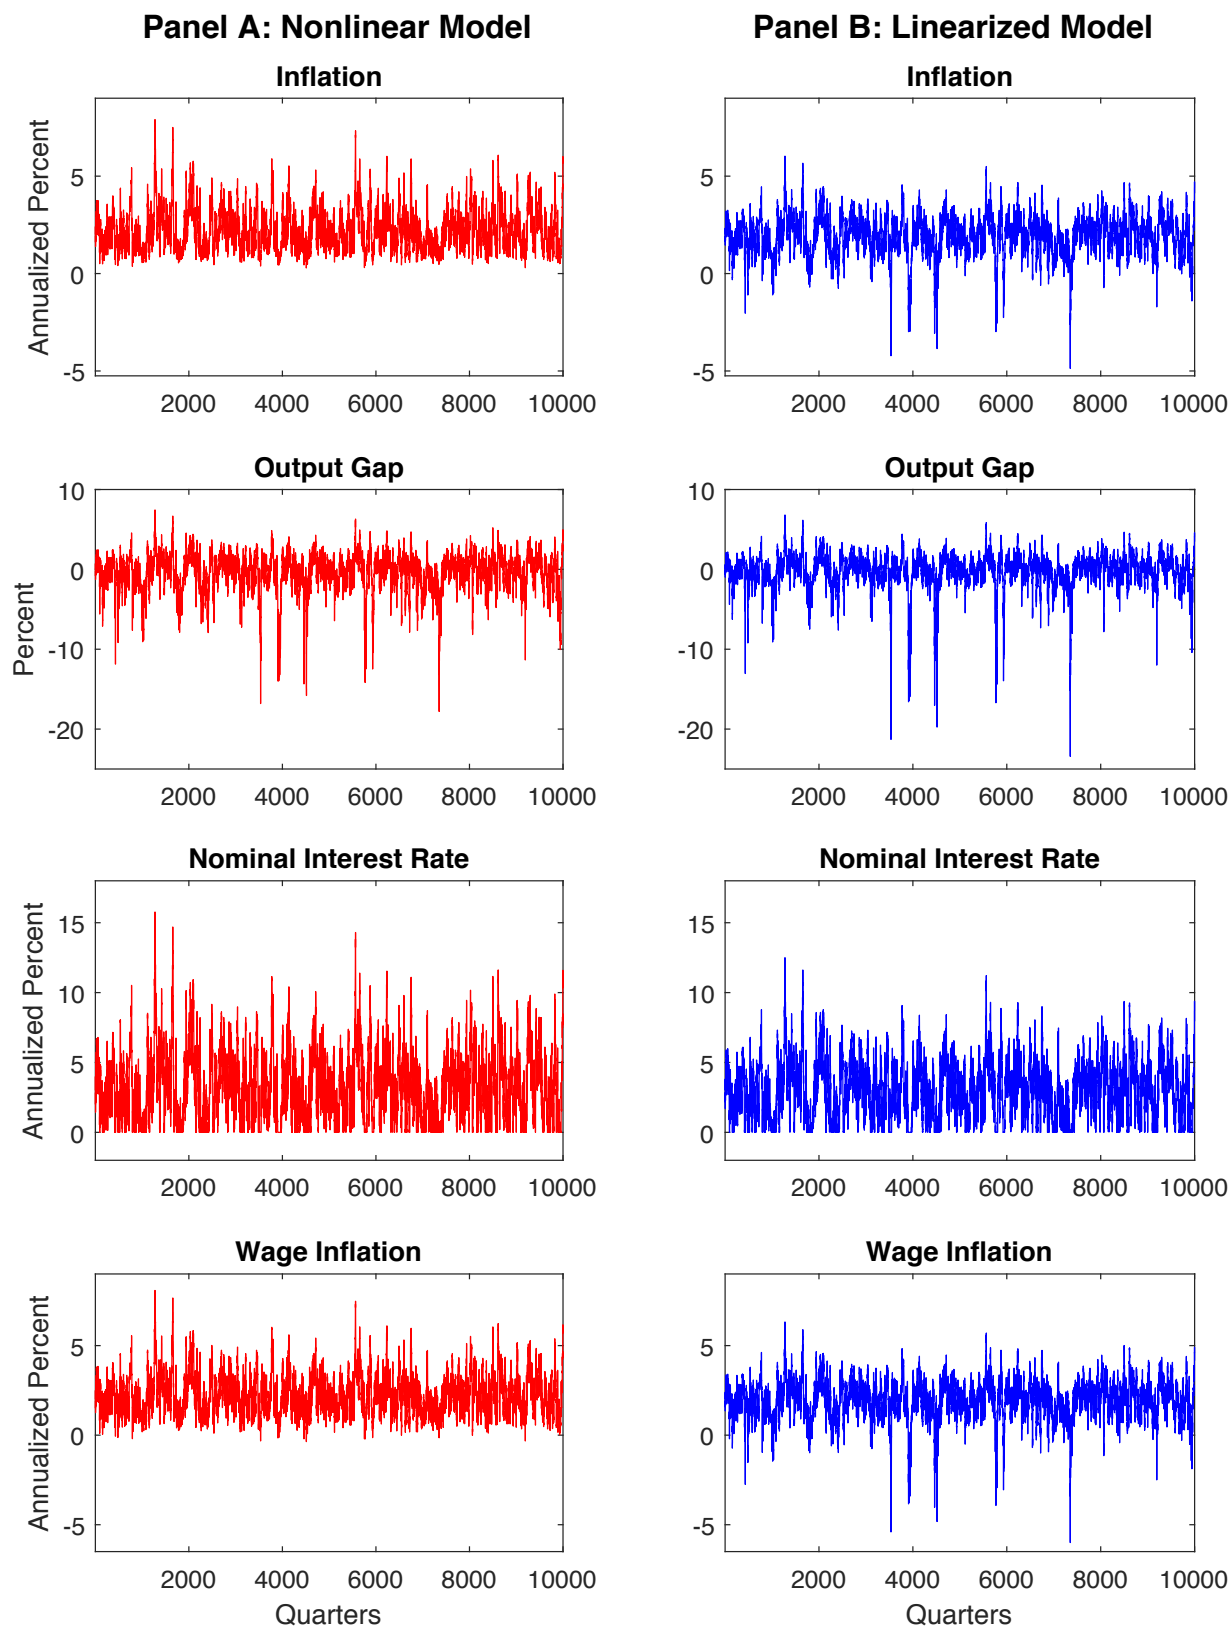 Panel A: Nonlinear Model
Panel B: Linearized Model
Inflation
Annualized Percent
5
0
-5
2000 4000 6000 8000 10000
Inflation
5
0
-5
2000 4000 6000 8000 10000
Output Gap
Percent
10
0
-10
-20
2000 4000 6000 8000 10000
Output Gap
10
0
-10
-20
2000 4000 6000 8000 10000
Nominal Interest Rate
Annualized Percent
15
10
5
0
2000 4000 6000 8000 10000
Nominal Interest Rate
15
10
5
0
2000 4000 6000 8000 10000
Wage Inflation
Annualized Percent
5
0
-5
2000 4000 6000 8000 10000
Quarters
Wage Inflation
5
0
-5
2000 4000 6000 8000 10000
Quarters